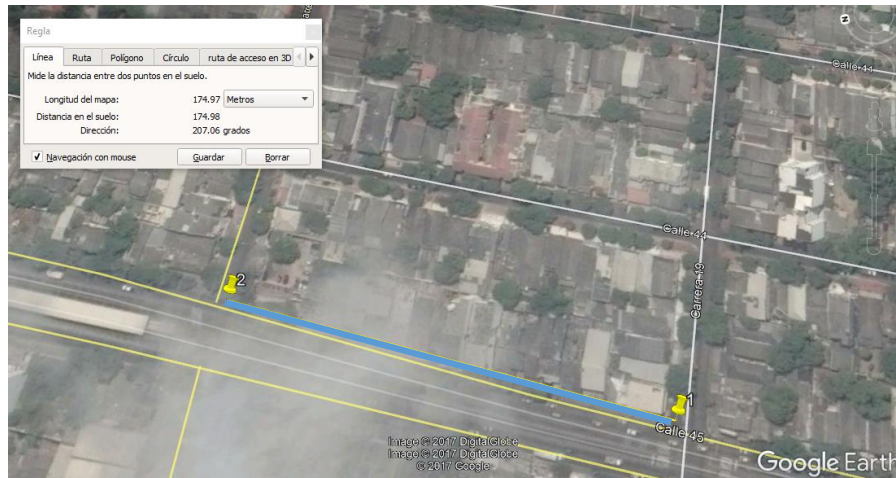 Regla
Línea Ruta Polígono Círculo ruta de acceso en 3D
Mide la distancia entre dos puntos en el suelo.
Longitud del mapa: 174.97 Metros
Distancia en el suelo: 174.98
Dirección: 207.06 grados
Navegación con mouse Guardar Borrar
N
Calle 41
Calle 44
Carrera 19
2
1
Calle 45
Image © 2017 DigitalGlobe
Image © 2017 DigitalGlobe
© 2017 Google
Google Earth